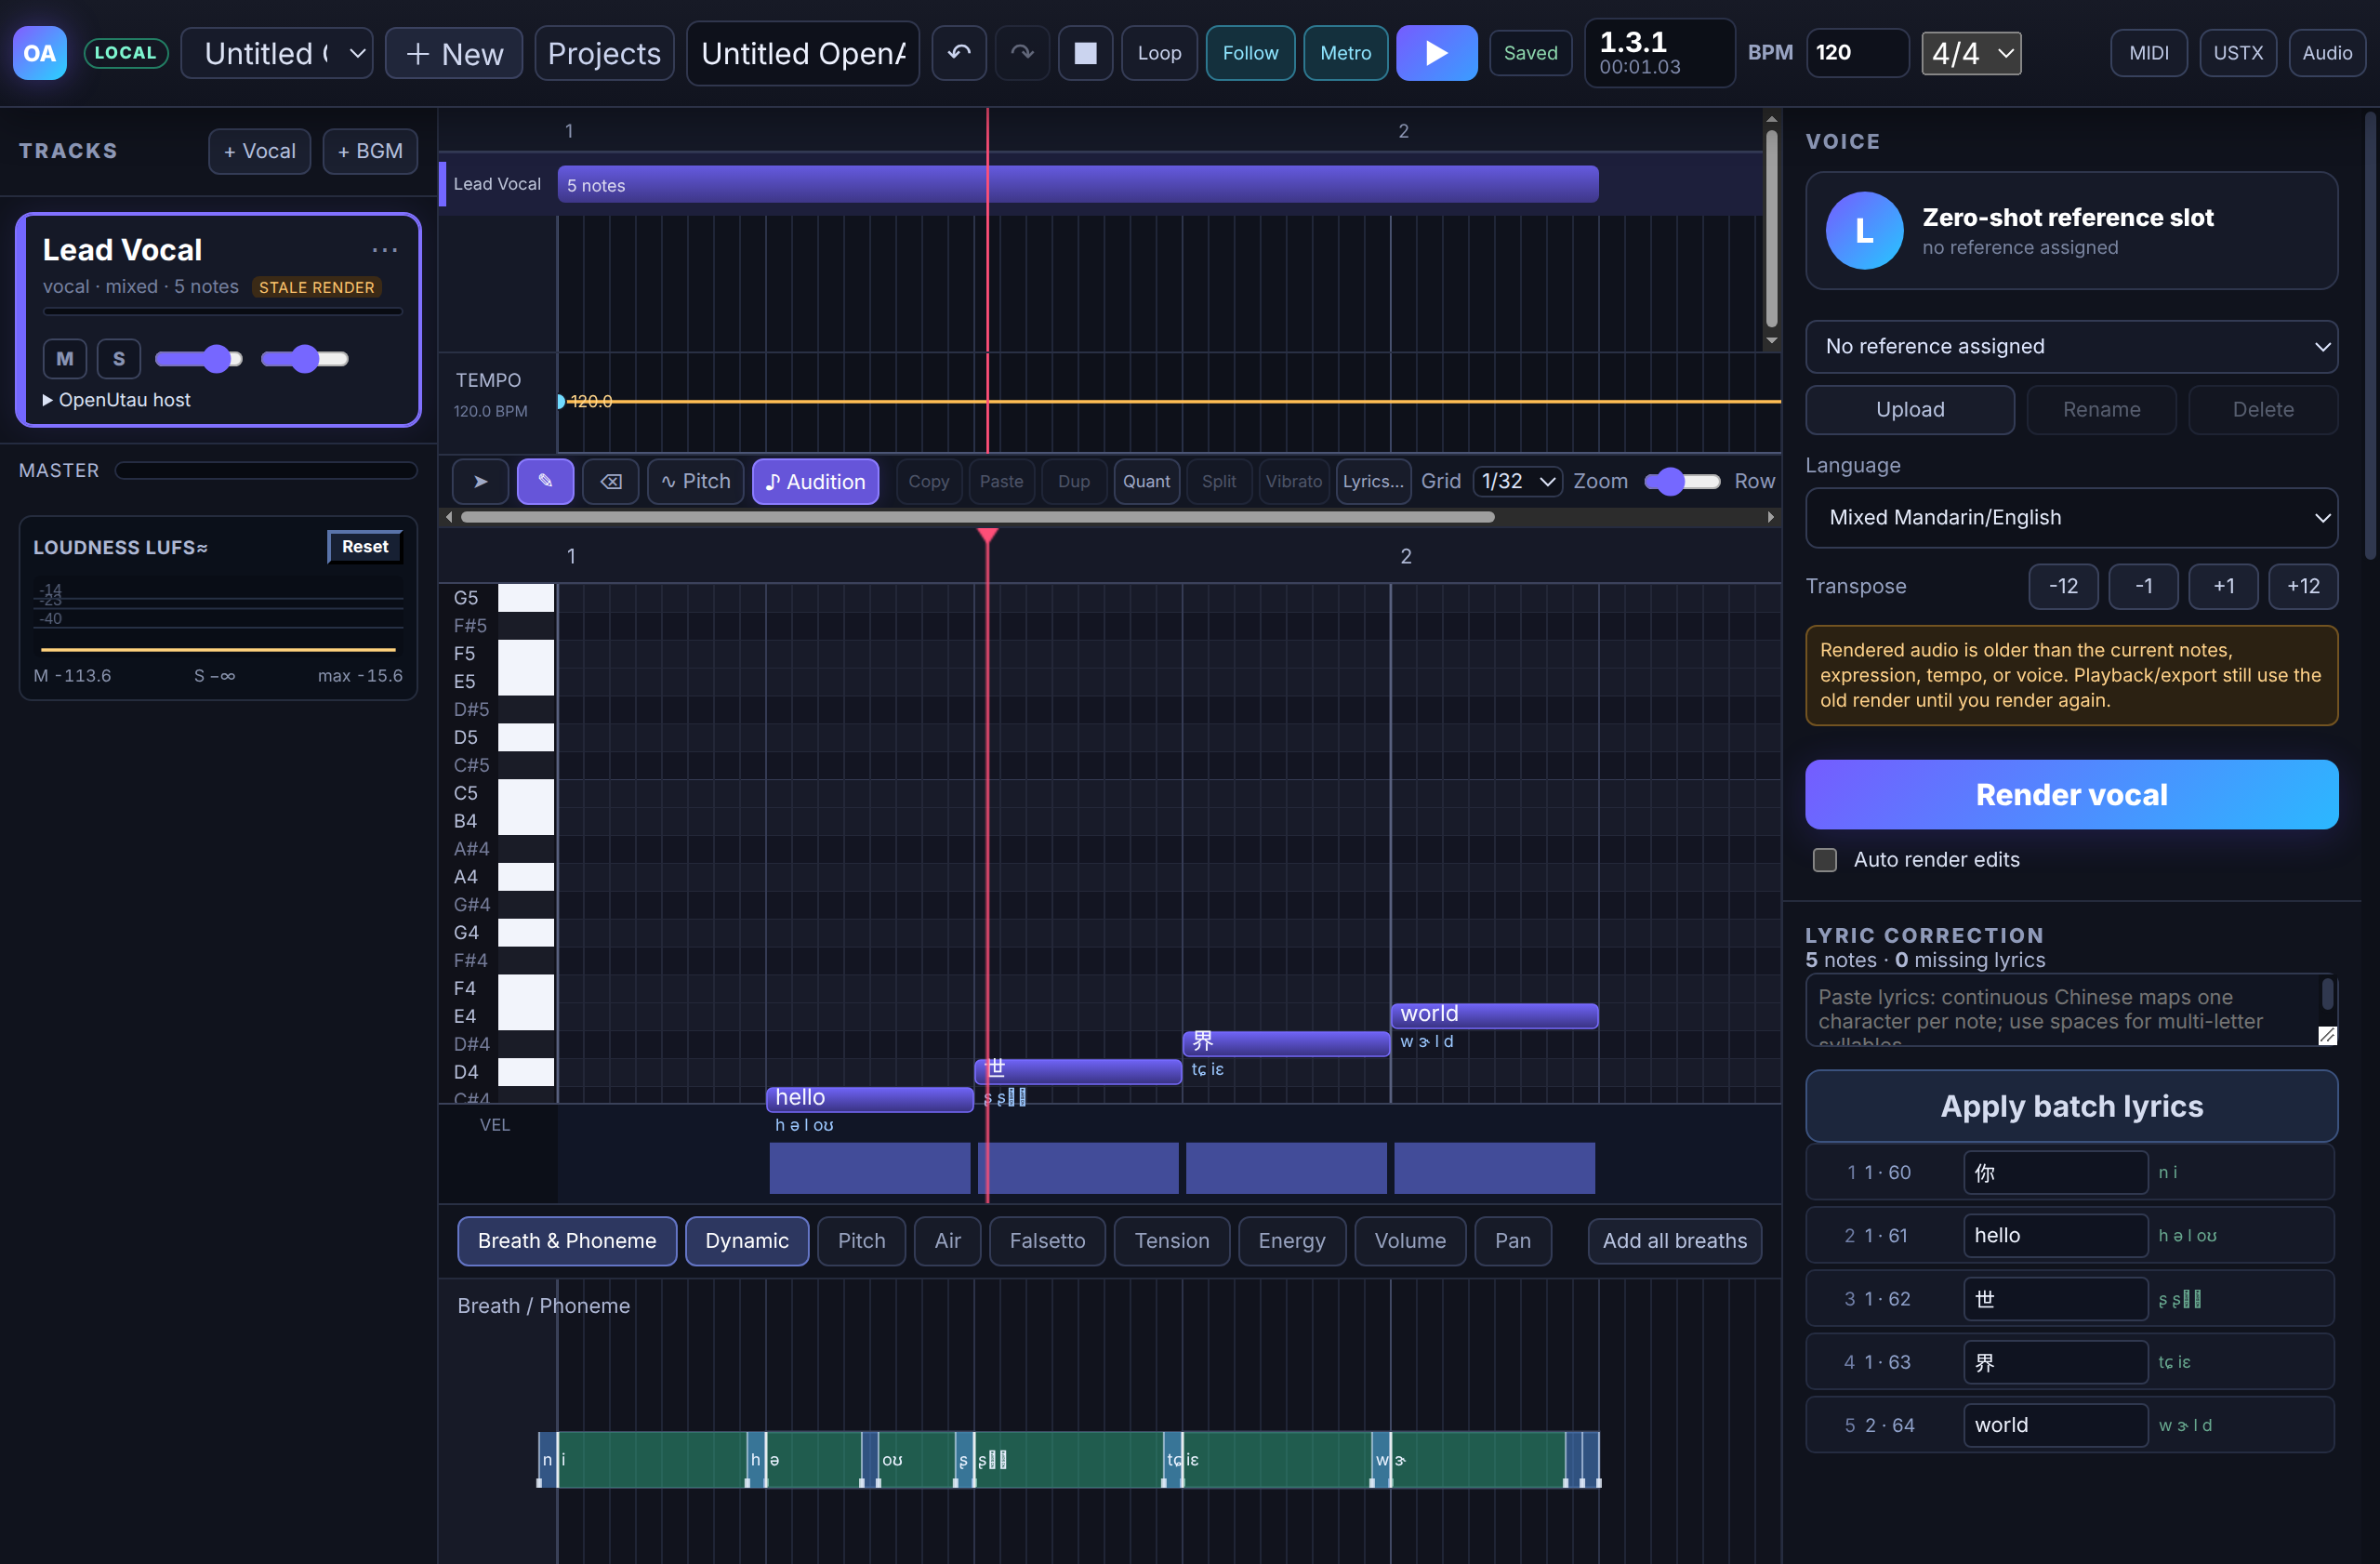 OA LOCAL Untitled ( + New Projects Untitled OpenA Loop Follow Metro Saved 1.3.1 BPM 120 4/4 MIDI USTX Audio
00:01.03
TRACKS + Vocal + BGM
Lead Vocal ...
vocal · mixed · 5 notes STALE RENDER
M S
OpenUtau host
MASTER
LOUDNESS LUFS≈ Reset
-14
-23
-40
M -113.6 S -∞ max -15.6
1 2
Lead Vocal 5 notes
TEMPO
120.0 BPM 120.0
∿ Pitch ♪ Audition Copy Paste Dup Quant Split Vibrato Lyrics... Grid 1/32 Zoom Row
1 2
G5
F#5
F5
E5
D#5
D5
C#5
C5
B4
A#4
A4
G#4
G4
F#4
F4
E4 world
D#4 界 w ɝ l d
D4 世 tɕ iɛ
C#4 hello ʂ ʂ
VEL h ə l oʊ
Breath & Phoneme Dynamic Pitch Air Falsetto Tension Energy Volume Pan Add all breaths
Breath / Phoneme
n i h ə oʊ ʂ ʂ tɕ iɛ w ɝ
VOICE
L Zero-shot reference slot
no reference assigned
No reference assigned
Upload Rename Delete
Language
Mixed Mandarin/English
Transpose -12 -1 +1 +12
Rendered audio is older than the current notes,
expression, tempo, or voice. Playback/export still use the
old render until you render again.
Render vocal
Auto render edits
LYRIC CORRECTION
5 notes · 0 missing lyrics
Paste lyrics: continuous Chinese maps one
character per note; use spaces for multi-letter
syllables
Apply batch lyrics
1 1 · 60 你 n i
2 1 · 61 hello h ə l oʊ
3 1 · 62 世 ʂ ʂ
4 1 · 63 界 tɕ iɛ
5 2 · 64 world w ɝ l d